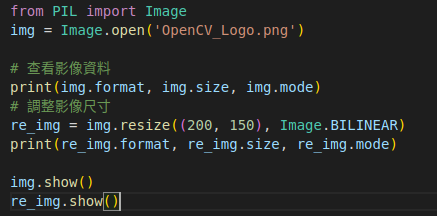 from PIL import Image
img = Image.open('OpenCV_Logo.png')
# 查看影像資料
print(img.format, img.size, img.mode)
# 調整影像尺寸
re_img = img.resize((200, 150), Image.BILINEAR)
print(re_img.format, re_img.size, re_img.mode)
img.show()
re_img.show()